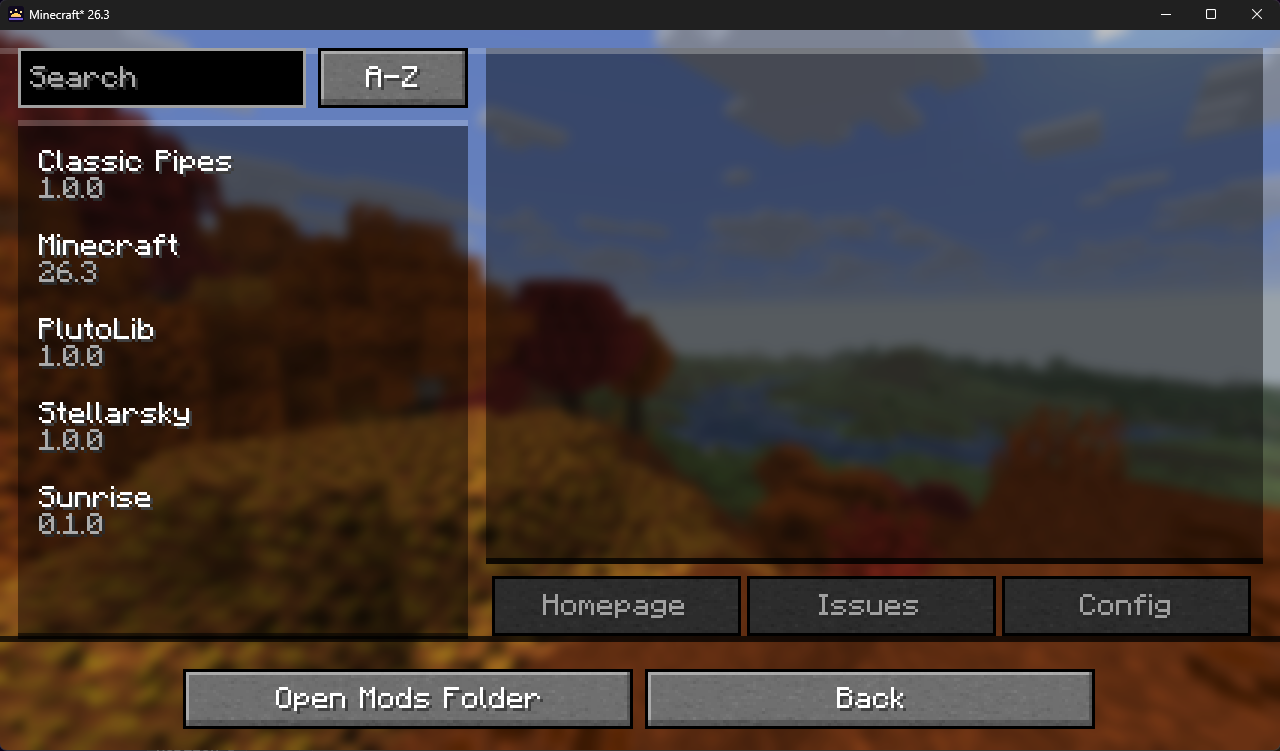 Minecraft* 26.3
Search
A-Z
Classic Pipes
1.0.0
Minecraft
26.3
PlutoLib
1.0.0
Stellarsky
1.0.0
Sunrise
0.1.0
Homepage
Issues
Config
Open Mods Folder
Back